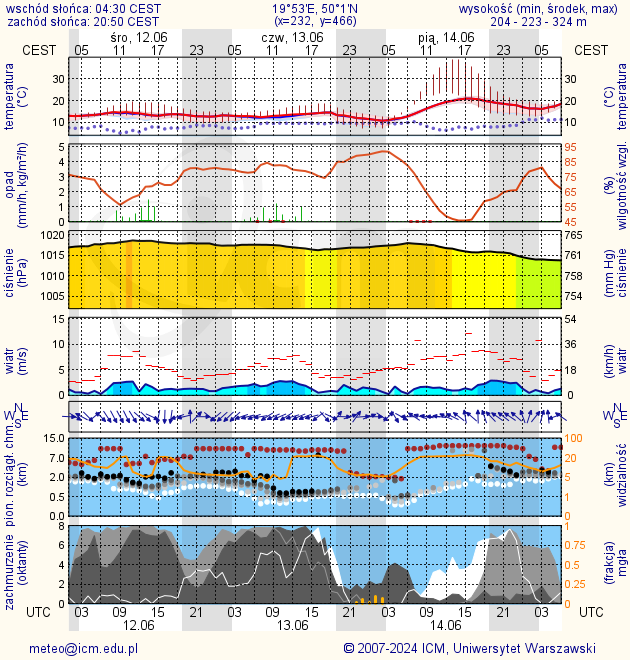 wschód słońca: 04:30 CEST
zachód słońca: 20:50 CEST
19°53'E, 50°1'N
(x=232, y=466)
wysokość (min, środek, max)
204 - 223 - 324 m
śro, 12.06 czw, 13.06 pią, 14.06
CEST 05 11 17 23 05 11 17 23 05 11 17 23 05 CEST
temperatura
(°C)
30
20
10
30
20
10
temperatura
(°C)
opad
(mm/h, kg/m²/h)
5
4
3
2
1
0
95
85
75
65
55
45
wilgotność wzgl.
(%)
ciśnienie
(hPa)
1020
1015
1010
1005
765
761
758
754
ciśnienie
(mm Hg)
wiatr
(m/s)
15
10
5
0
54
36
18
0
wiatr
(km/h)
N
W E
S
N
W E
S
pion. rozciągł. chm.
(km)
15.0
7.0
2.0
0.5
0.0
100
20
5
1
0
widzialność
(km)
zachmurzenie
(oktanty)
8
6
4
2
0
1
0.75
0.5
0.25
0
mgła
(frakcja)
UTC 03 09 15 21 03 09 15 21 03 09 15 21 03 UTC
12.06 13.06 14.06
meteo@icm.edu.pl
© 2007-2024 ICM, Uniwersytet Warszawski